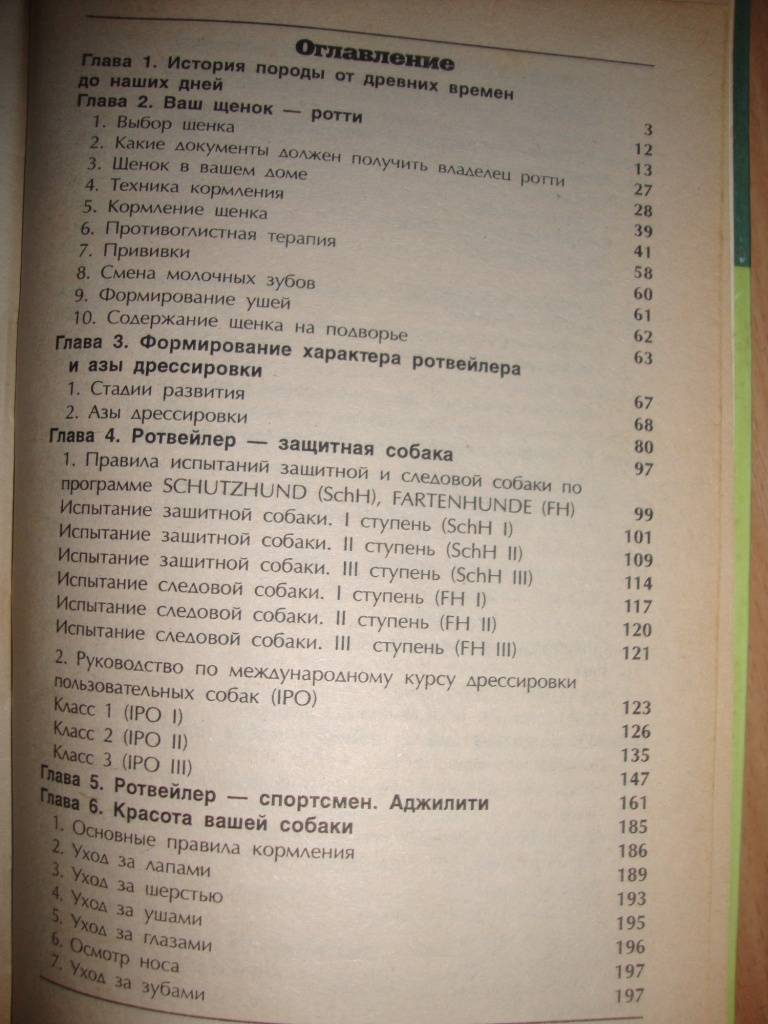 Оглавление
Глава 1. История породы от древних времен
до наших дней 3
Глава 2. Ваш щенок — ротти 12
1. Выбор щенка 13
2. Какие документы должен получить владелец ротти 27
3. Щенок в вашем доме 28
4. Техника кормления 39
5. Кормление щенка 41
6. Противоглистная терапия 58
7. Прививки 60
8. Смена молочных зубов 61
9. Формирование ушей 62
10. Содержание щенка на подворье 63
Глава 3. Формирование характера ротвейлера
и азы дрессировки 67
1. Стадии развития 68
2. Азы дрессировки 80
Глава 4. Ротвейлер — защитная собака 97
1. Правила испытаний защитной и следовой собаки по
программе SCHUTZHUND (SchH), FARTENHUNDE (FH) 99
Испытание защитной собаки. I ступень (SchH I) 101
Испытание защитной собаки. II ступень (SchH II) 109
Испытание защитной собаки. III ступень (SchH III) 114
Испытание следовой собаки. I ступень (FH I) 117
Испытание следовой собаки. II ступень (FH II) 120
Испытание следовой собаки. III ступень (FH III) 121
2. Руководство по международному курсу дрессировки
пользовательных собак (IPO) 123
Класс 1 (IPO I) 126
Класс 2 (IPO II) 135
Класс 3 (IPO III) 147
Глава 5. Ротвейлер — спортсмен. Аджилити 161
Глава 6. Красота вашей собаки 185
1. Основные правила кормления 186
2. Уход за лапами 189
3. Уход за шерстью 193
4. Уход за ушами 195
5. Уход за глазами 196
6. Осмотр носа 197
7. Уход за зубами 197